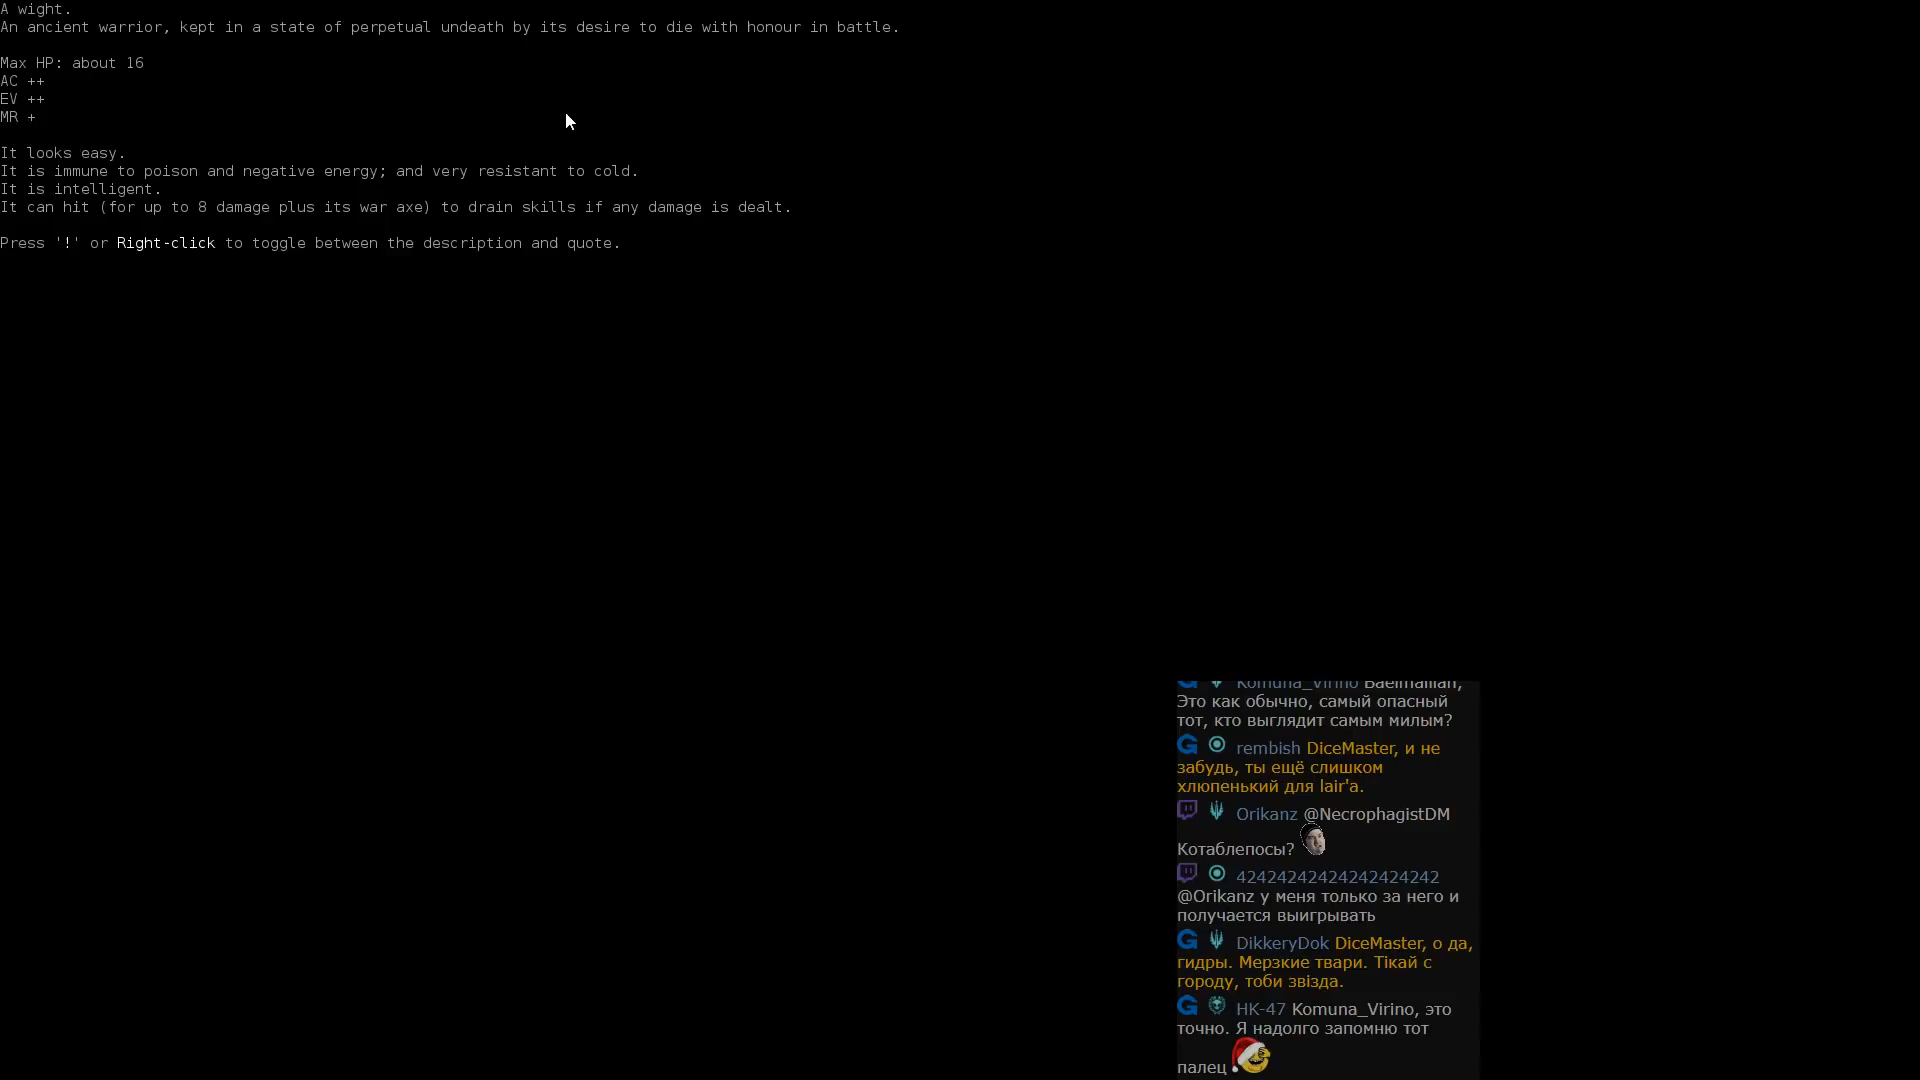 A wight.
An ancient warrior, kept in a state of perpetual undeath by its desire to die with honour in battle.
Max HP: about 16
AC ++
EV ++
MR +
It looks easy.
It is immune to poison and negative energy; and very resistant to cold.
It is intelligent.
It can hit (for up to 8 damage plus its war axe) to drain skills if any damage is dealt.
Press '!' or Right-click to toggle between the description and quote.
Komuna_Virino Baelmallan,
Это как обычно, самый опасный
тот, кто выглядит самым милым?
rembish DiceMaster, и не
забудь, ты ещё слишком
хлюпенький для lair'а.
Orikanz @NecrophagistDM
Котаблепосы?
42424242424242424242
@Orikanz у меня только за него и
получается выигрывать
DikkeryDok DiceMaster, о да,
гидры. Мерзкие твари. Тікай с
городу, тоби звізда.
HK-47 Komuna_Virino, это
точно. Я надолго запомню тот
палец